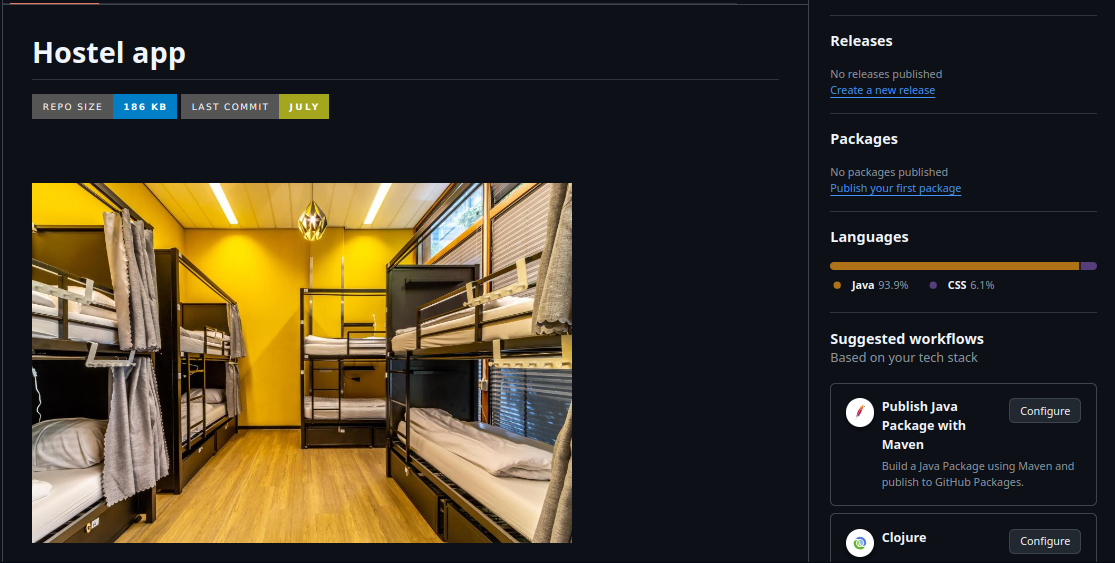 Hostel app
REPO SIZE 186 KB LAST COMMIT JULY
Releases
No releases published
Create a new release
Packages
No packages published
Publish your first package
Languages
Java 93.9% CSS 6.1%
Suggested workflows
Based on your tech stack
Publish Java
Package with
Maven
Configure
Build a Java Package using Maven and
publish to GitHub Packages.
Clojure
Configure